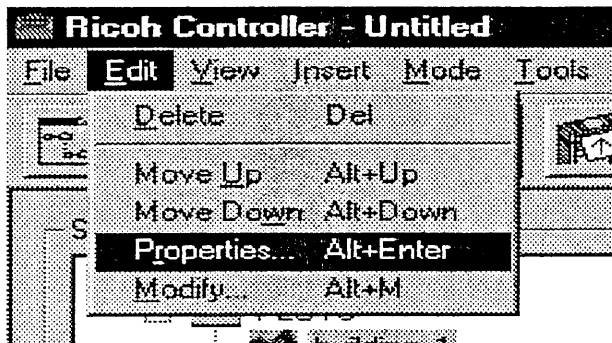 Ricoh Controller - Untitled
File Edit View Insert Mode Tools
Delete Del
Move Up Alt+Up
Move Down Alt+Down
Properties... Alt+Enter
Modify... Alt+M